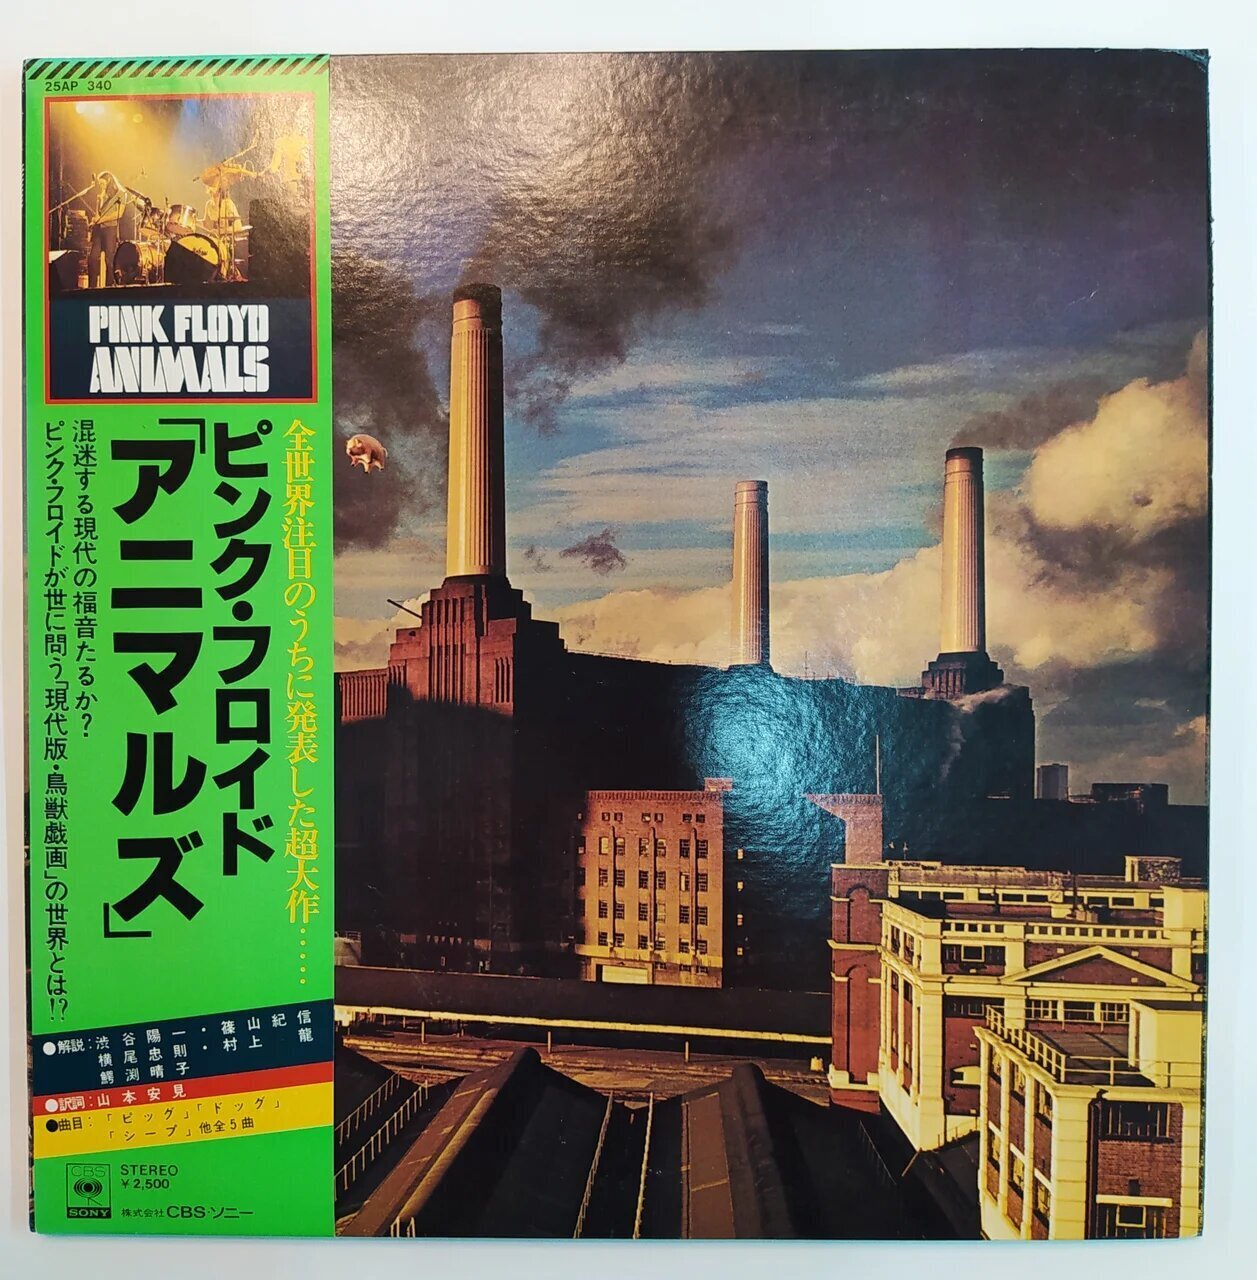 25AP 340
PINK FLOYD
ANIMALS
全世界注目のうちに発表した超大作……
ピンク・フロイド
「アニマルズ」
混迷する現代の福音たるか？
ピンク・フロイドが世に問う「現代版・鳥獣戯画」の世界とは!?
●解説：渋谷陽一・篠山紀信
横尾忠則・村上龍
鰐渕晴子
●訳詞：山本安見
●曲目：「ピッグ」「ドッグ」
「シープ」他全5曲
CBS
SONY
STEREO
¥2,500
株式会社CBS・ソニー